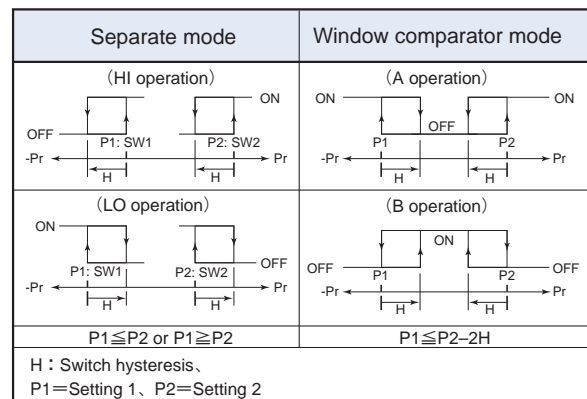 Separate mode
Window comparator mode
(HI operation)
ON
OFF
P1: SW1
P2: SW2
-Pr
Pr
H
H
(A operation)
ON
ON
OFF
P1
P2
-Pr
Pr
H
H
(LO operation)
ON
OFF
P1: SW1
P2: SW2
-Pr
Pr
H
H
(B operation)
ON
OFF
OFF
P1
P2
-Pr
Pr
H
H
P1≦P2 or P1≧P2
P1≦P2–2H
H：Switch hysteresis、
P1＝Setting 1、P2＝Setting 2